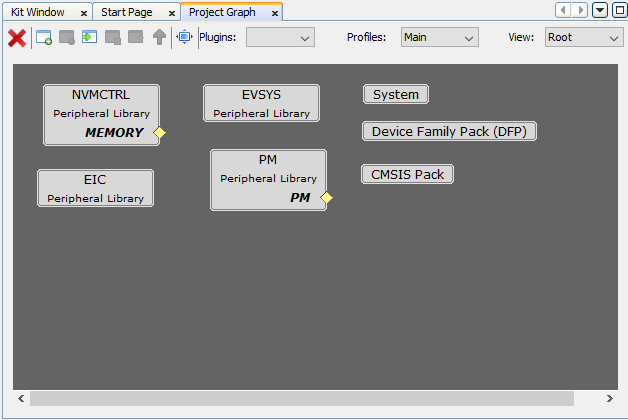 Kit Window
Start Page
Project Graph
Plugins:
Profiles:
Main
View:
Root
NVMCTRL
Peripheral Library
MEMORY
EVSYS
Peripheral Library
System
Device Family Pack (DFP)
EIC
Peripheral Library
PM
Peripheral Library
PM
CMSIS Pack